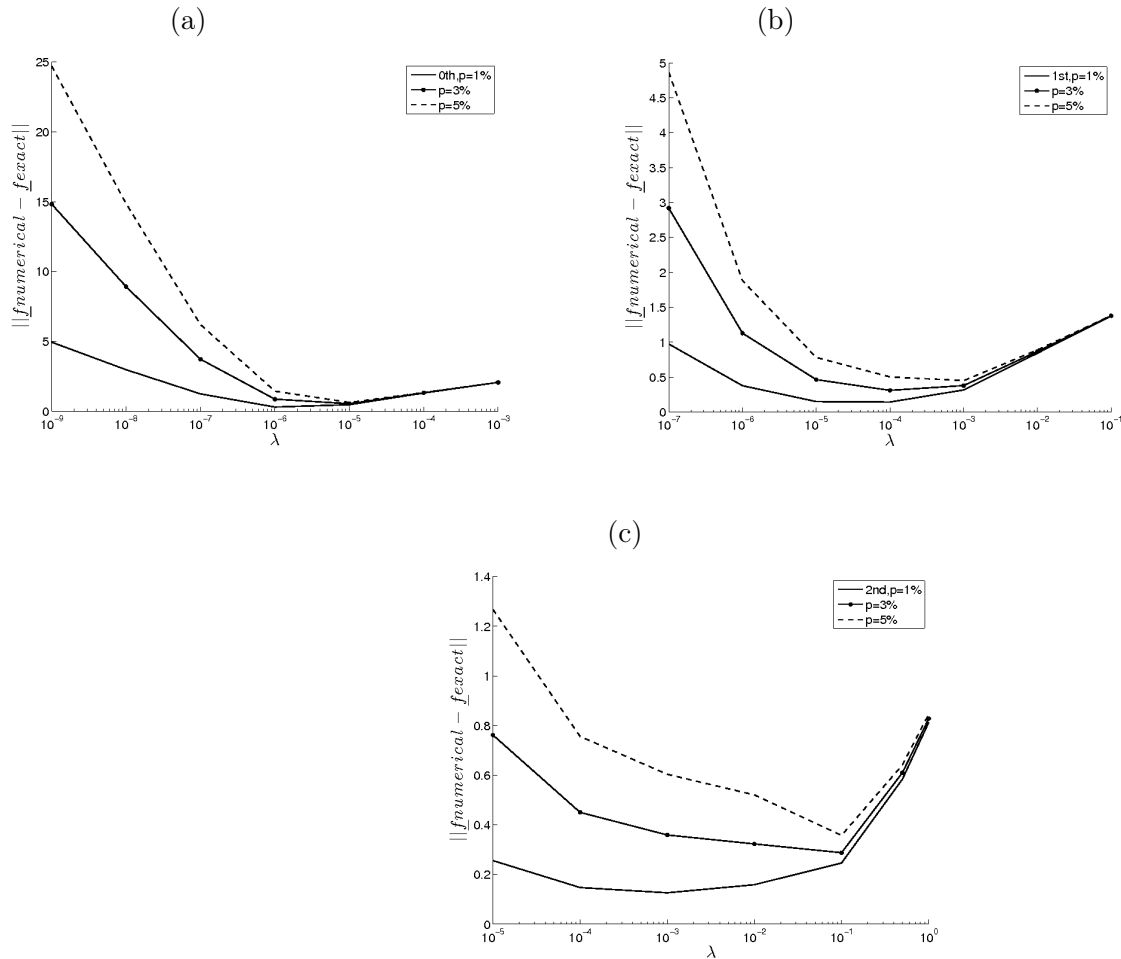 (a)
25
20
15
10
5
0
10⁻⁹ 10⁻⁸ 10⁻⁷ 10⁻⁶ 10⁻⁵ 10⁻⁴ 10⁻³
λ
||f̲numerical − f̲exact||
0th,p=1%
p=3%
p=5%
(b)
5
4.5
4
3.5
3
2.5
2
1.5
1
0.5
0
10⁻⁷ 10⁻⁶ 10⁻⁵ 10⁻⁴ 10⁻³ 10⁻² 10⁻¹
λ
||f̲numerical − f̲exact||
1st,p=1%
p=3%
p=5%
(c)
1.4
1.2
1
0.8
0.6
0.4
0.2
0
10⁻⁵ 10⁻⁴ 10⁻³ 10⁻² 10⁻¹ 10⁰
λ
||f̲numerical − f̲exact||
2nd,p=1%
p=3%
p=5%